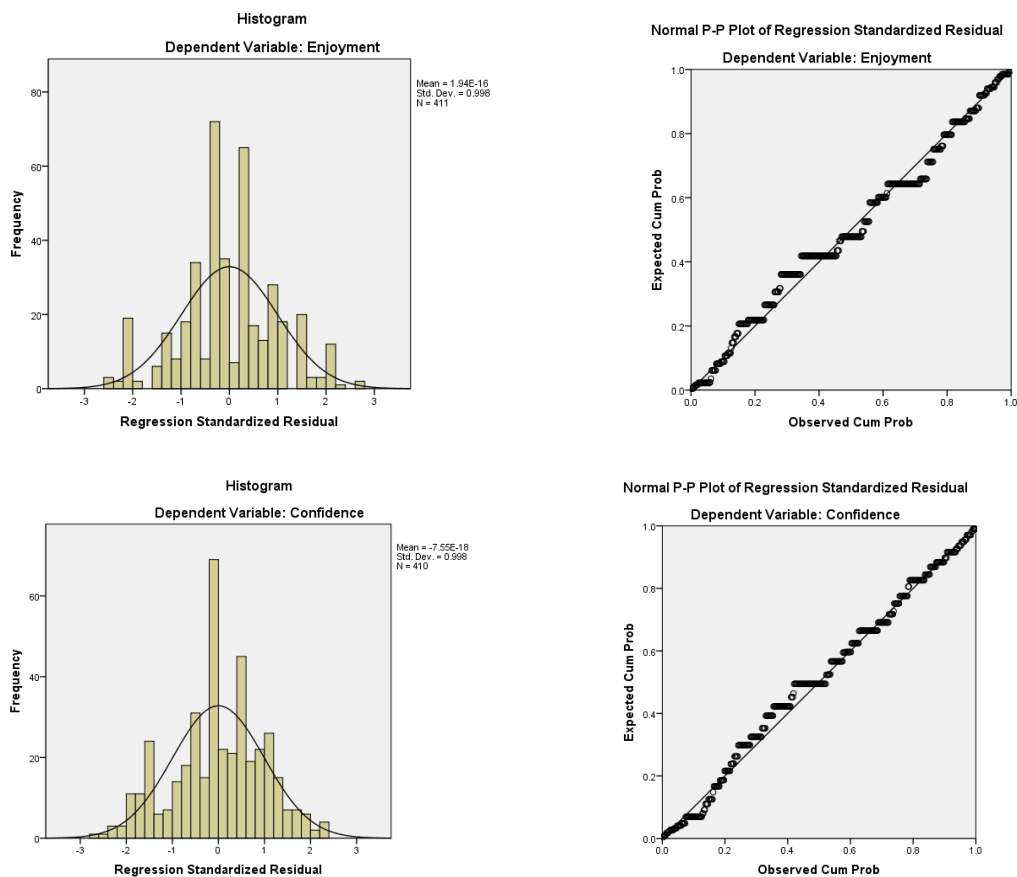 Histogram
Dependent Variable: Enjoyment
Mean = 1.94E-16
Std. Dev. = 0.998
N = 411
80
60
40
20
0
Frequency
-3 -2 -1 0 1 2 3
Regression Standardized Residual
Normal P-P Plot of Regression Standardized Residual
Dependent Variable: Enjoyment
1.0
0.8
0.6
0.4
0.2
0.0
Expected Cum Prob
0.0 0.2 0.4 0.6 0.8 1.0
Observed Cum Prob
Histogram
Dependent Variable: Confidence
Mean = -7.55E-18
Std. Dev. = 0.998
N = 410
60
40
20
0
Frequency
-3 -2 -1 0 1 2 3
Regression Standardized Residual
Normal P-P Plot of Regression Standardized Residual
Dependent Variable: Confidence
1.0
0.8
0.6
0.4
0.2
0.0
Expected Cum Prob
0.0 0.2 0.4 0.6 0.8 1.0
Observed Cum Prob